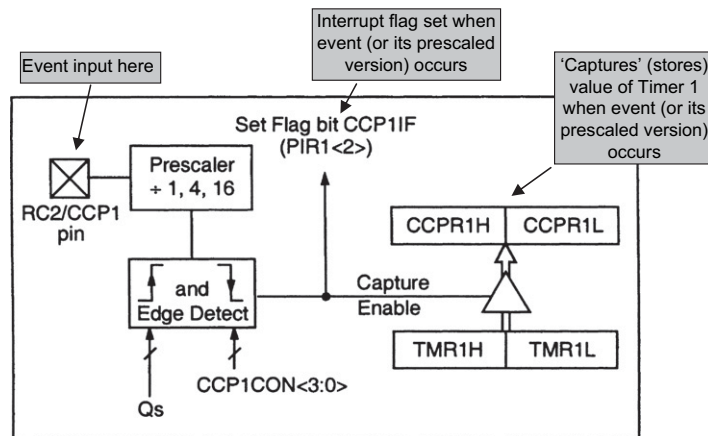 Event input here
Interrupt flag set when
event (or its prescaled
version) occurs
‘Captures’ (stores)
value of Timer 1
when event (or its
prescaled version)
occurs
Set Flag bit CCP1IF
(PIR1<2>)
Prescaler
÷ 1, 4, 16
RC2/CCP1
pin
CCPR1H
CCPR1L
and
Edge Detect
Capture
Enable
TMR1H
TMR1L
CCP1CON<3:0>
Qs